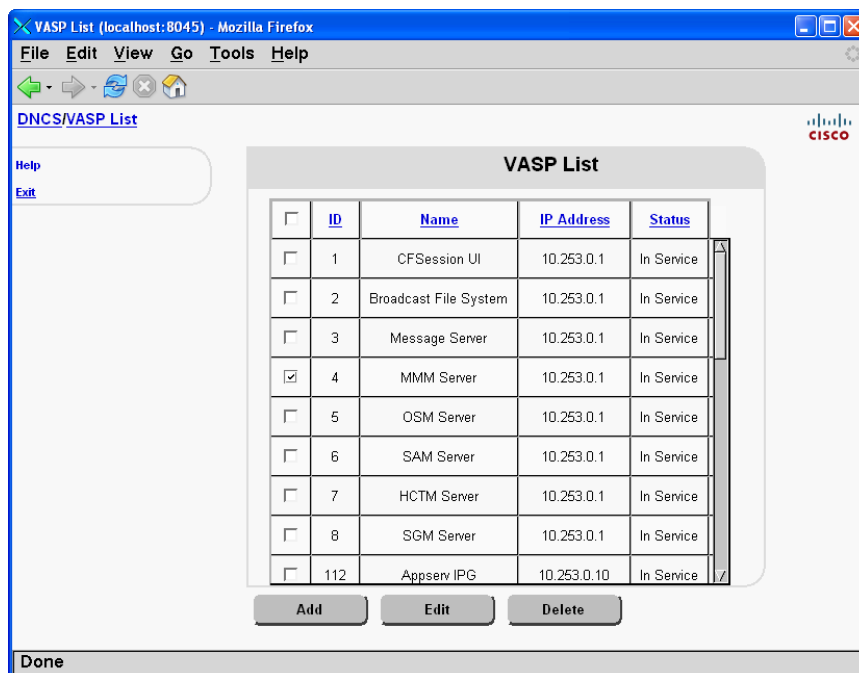 VASP List (localhost:8045) - Mozilla Firefox
File Edit View Go Tools Help
DNCS/VASP List
CISCO
Help
Exit
VASP List
ID Name IP Address Status
1 CFSession UI 10.253.0.1 In Service
2 Broadcast File System 10.253.0.1 In Service
3 Message Server 10.253.0.1 In Service
4 MMM Server 10.253.0.1 In Service
5 OSM Server 10.253.0.1 In Service
6 SAM Server 10.253.0.1 In Service
7 HCTM Server 10.253.0.1 In Service
8 SGM Server 10.253.0.1 In Service
112 Appserv IPG 10.253.0.10 In Service
Add Edit Delete
Done